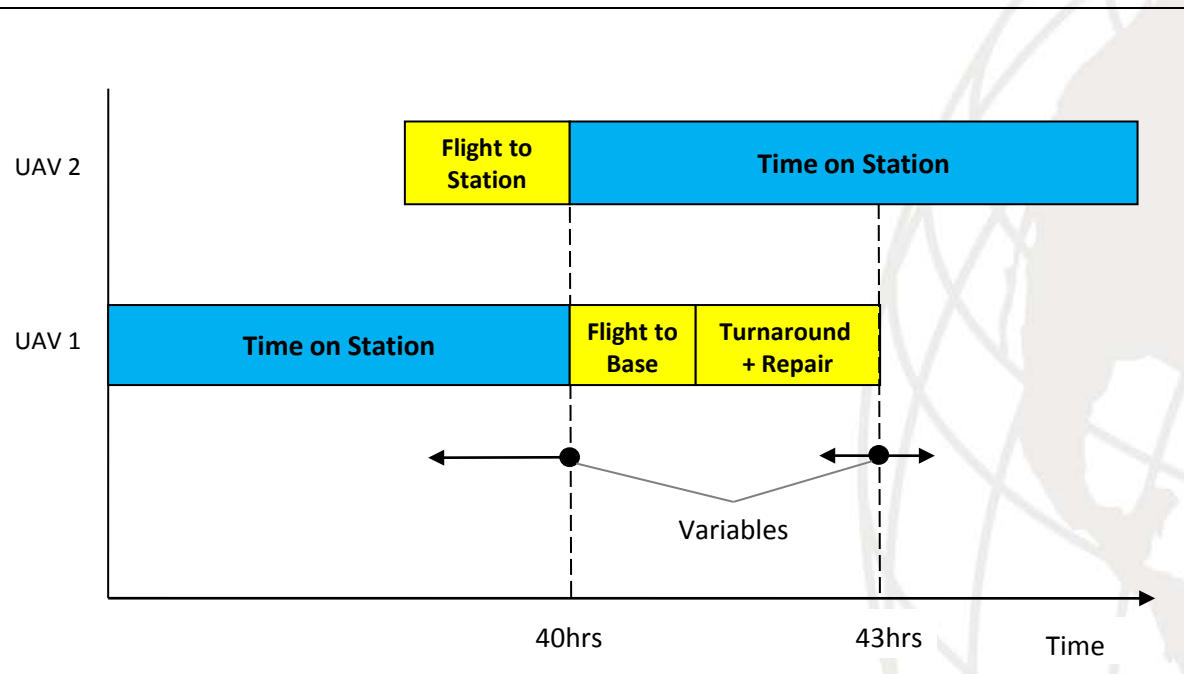 UAV 2
Flight to
Station
Time on Station
UAV 1
Time on Station
Flight to
Base
Turnaround
+ Repair
Variables
40hrs
43hrs
Time